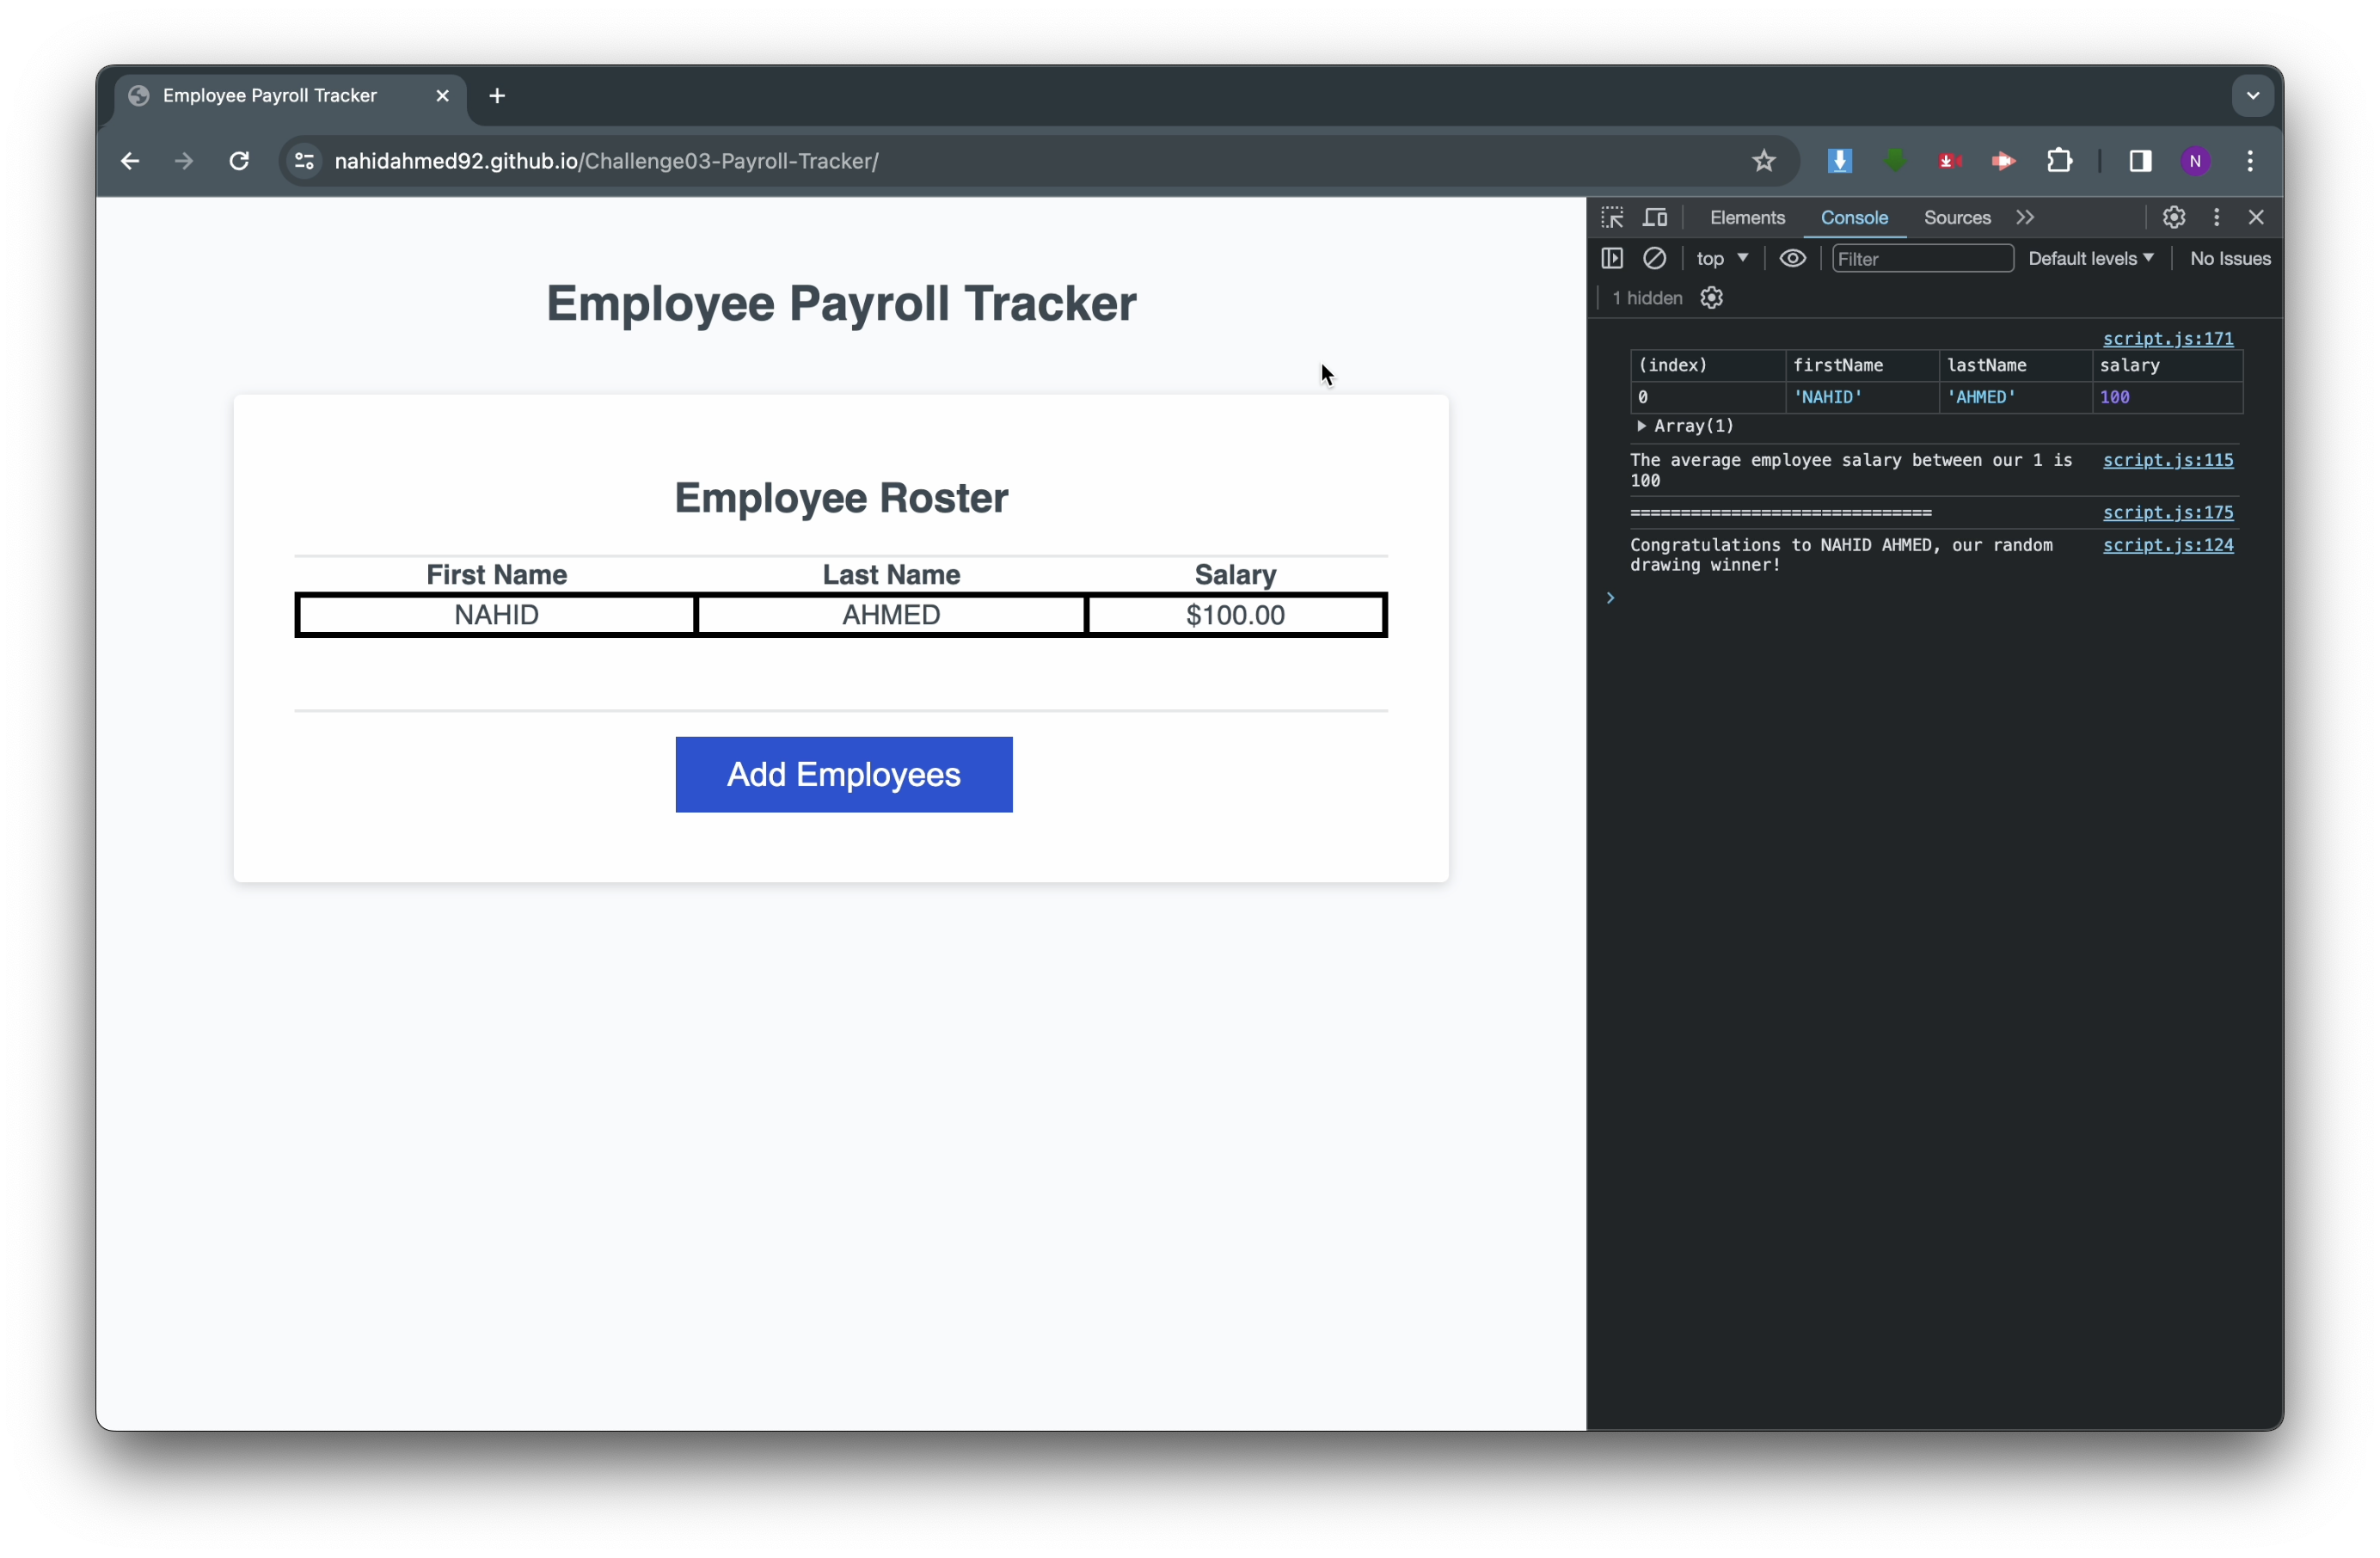 Employee Payroll Tracker
nahidahmed92.github.io/Challenge03-Payroll-Tracker/
N
Employee Payroll Tracker
Employee Roster
First Name Last Name Salary
NAHID AHMED $100.00
Add Employees
Elements Console Sources
top Filter Default levels No Issues
1 hidden
script.js:171
(index) firstName lastName salary
0 'NAHID' 'AHMED' 100
Array(1)
The average employee salary between our 1 is script.js:115
100
============================== script.js:175
Congratulations to NAHID AHMED, our random script.js:124
drawing winner!